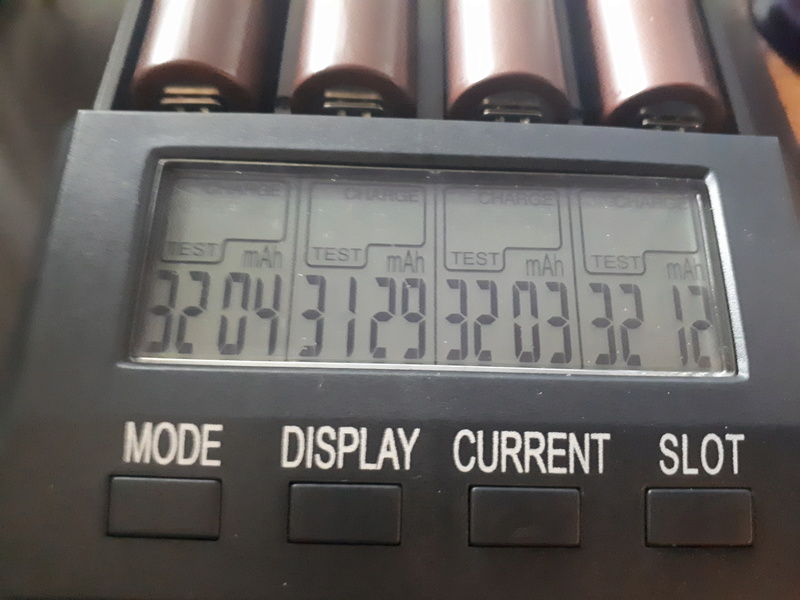 CHARGE CHARGE CHARGE CHARGE
TEST mAh TEST mAh TEST mAh TEST mAh
3204 3129 3203 3212
MODE DISPLAY CURRENT SLOT